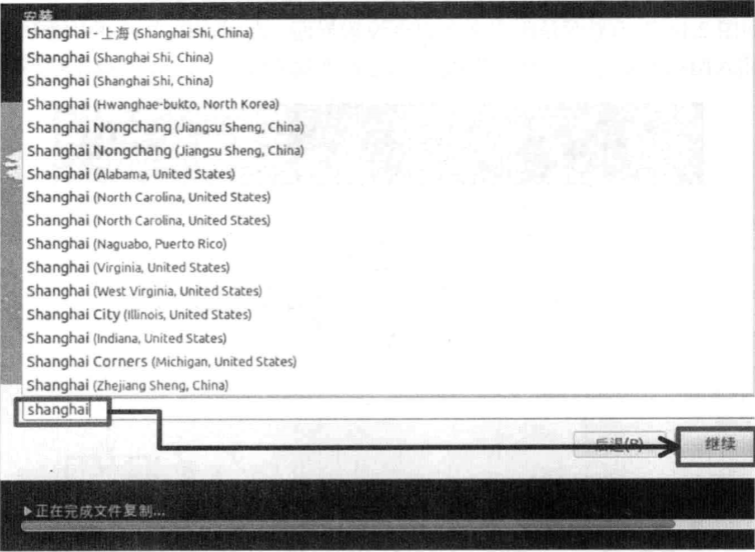 安装
Shanghai - 上海 (Shanghai Shi, China)
Shanghai (Shanghai Shi, China)
Shanghai (Shanghai Shi, China)
Shanghai (Hwanghae-bukto, North Korea)
Shanghai Nongchang (Jiangsu Sheng, China)
Shanghai Nongchang (Jiangsu Sheng, China)
Shanghai (Alabama, United States)
Shanghai (North Carolina, United States)
Shanghai (North Carolina, United States)
Shanghai (Naguabo, Puerto Rico)
Shanghai (Virginia, United States)
Shanghai (West Virginia, United States)
Shanghai City (Illinois, United States)
Shanghai (Indiana, United States)
Shanghai Corners (Michigan, United States)
Shanghai (Zhejiang Sheng, China)
shanghai
后退(B) 继续
▶正在完成文件复制...